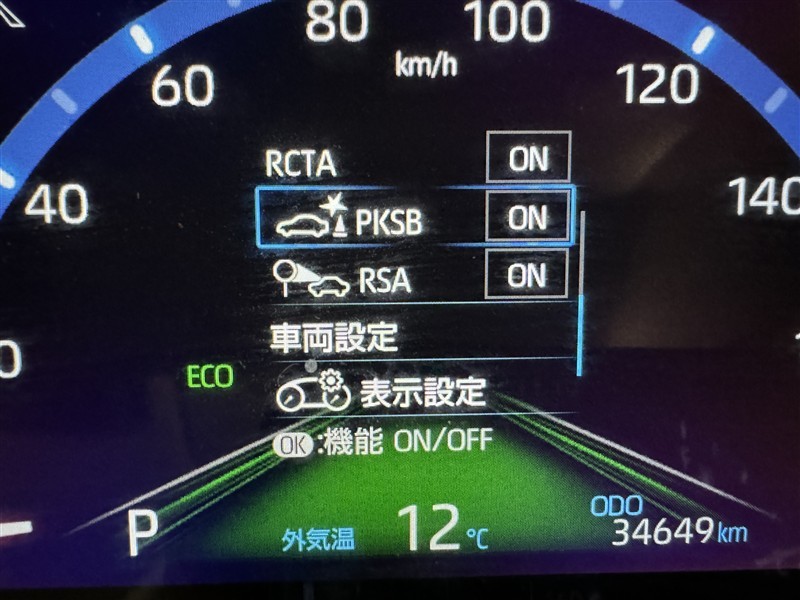 80 100
km/h
60 120
RCTA ON
40 140
PKSB ON
RSA ON
車両設定
ECO
表示設定
OK:機能 ON/OFF
P 外気温 12℃ ODO 34649km